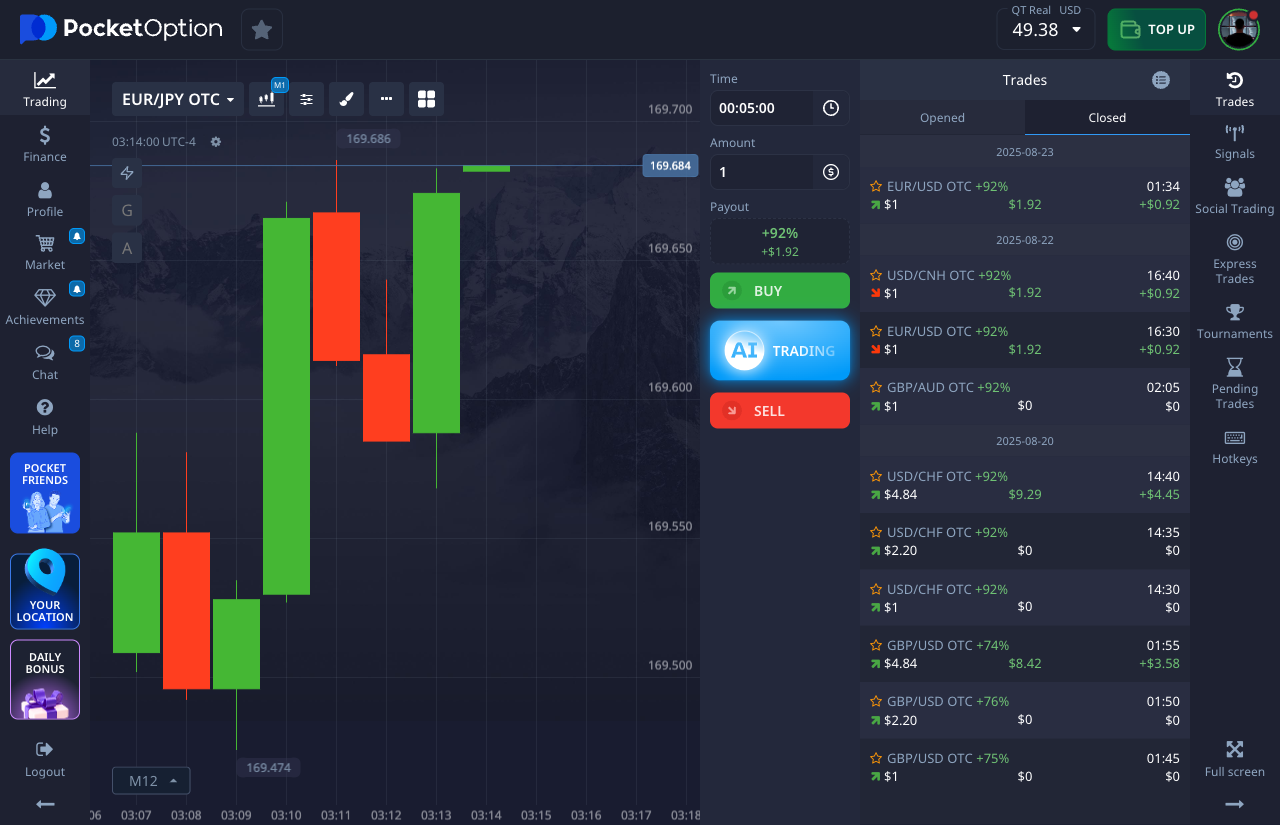 PocketOption
QT Real USD
49.38
TOP UP
Trading
Finance
Profile
Market
Achievements
8
Chat
Help
POCKET
FRIENDS
YOUR
LOCATION
DAILY
BONUS
Logout
EUR/JPY OTC
M1
03:14:00 UTC-4
G
A
169.686
169.700
169.684
169.650
169.600
169.550
169.500
169.474
M12
06 03:07 03:08 03:09 03:10 03:11 03:12 03:13 03:14 03:15 03:16 03:17 03:18
Time
00:05:00
Amount
1
Payout
+92%
+$1.92
BUY
AI TRADING
SELL
Trades
Opened Closed
2025-08-23
EUR/USD OTC +92% 01:34
$1 $1.92 +$0.92
2025-08-22
USD/CNH OTC +92% 16:40
$1 $1.92 +$0.92
EUR/USD OTC +92% 16:30
$1 $1.92 +$0.92
GBP/AUD OTC +92% 02:05
$1 $0 $0
2025-08-20
USD/CHF OTC +92% 14:40
$4.84 $9.29 +$4.45
USD/CHF OTC +92% 14:35
$2.20 $0 $0
USD/CHF OTC +92% 14:30
$1 $0 $0
GBP/USD OTC +74% 01:55
$4.84 $8.42 +$3.58
GBP/USD OTC +76% 01:50
$2.20 $0 $0
GBP/USD OTC +75% 01:45
$1 $0 $0
Trades
Signals
Social Trading
Express
Trades
Tournaments
Pending
Trades
Hotkeys
Full screen